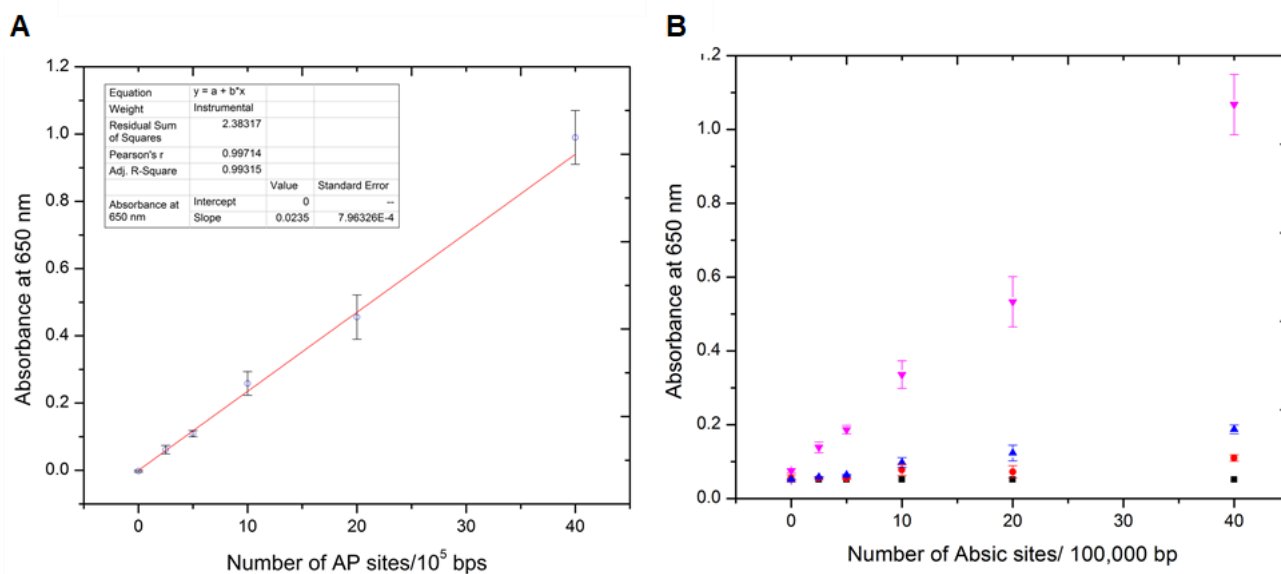 A
1.2
1.0
0.8
0.6
0.4
0.2
0.0
Absorbance at 650 nm
Equation y = a + b*x
Weight Instrumental
Residual Sum of Squares 2.38317
Pearson's r 0.99714
Adj. R-Square 0.99315
Value Standard Error
Absorbance at 650 nm Intercept 0 --
Slope 0.0235 7.96326E-4
0 10 20 30 40
Number of AP sites/10⁵ bps
B
1.2
1.0
0.8
0.6
0.4
0.2
0.0
Absorbance at 650 nm
0 10 20 30 40
Number of Absic sites/ 100,000 bp